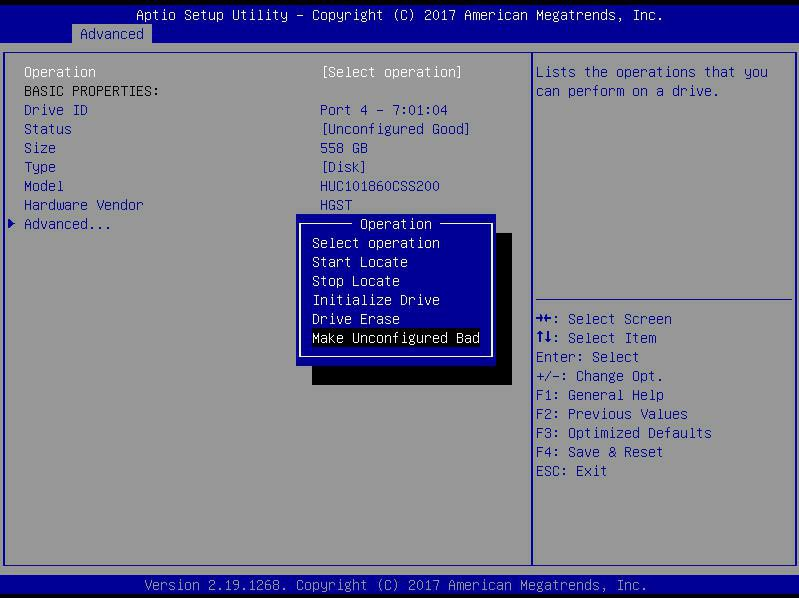 Aptio Setup Utility – Copyright (C) 2017 American Megatrends, Inc.
Advanced
Operation [Select operation]
BASIC PROPERTIES:
Drive ID Port 4 – 7:01:04
Status [Unconfigured Good]
Size 558 GB
Type [Disk]
Model HUC101860CSS200
Hardware Vendor HGST
Advanced...
Operation
Select operation
Start Locate
Stop Locate
Initialize Drive
Drive Erase
Make Unconfigured Bad
Lists the operations that you
can perform on a drive.
→←: Select Screen
↑↓: Select Item
Enter: Select
+/–: Change Opt.
F1: General Help
F2: Previous Values
F3: Optimized Defaults
F4: Save & Reset
ESC: Exit
Version 2.19.1268. Copyright (C) 2017 American Megatrends, Inc.